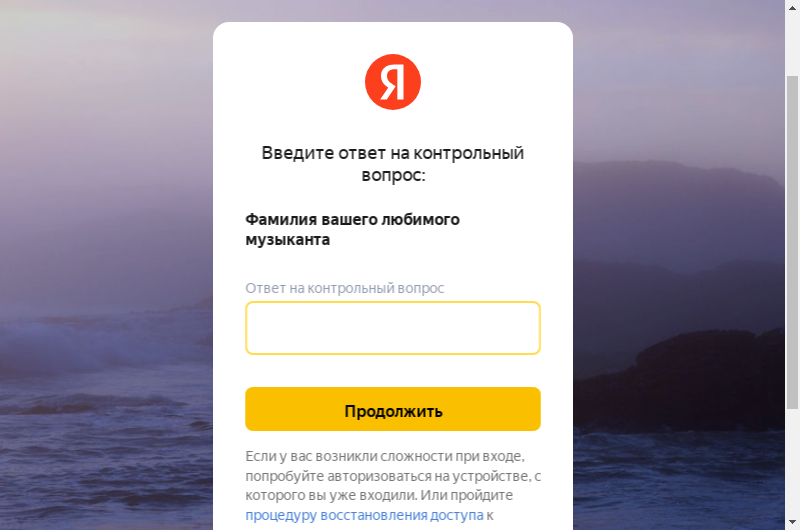 Я
Введите ответ на контрольный
вопрос:
Фамилия вашего любимого
музыканта
Ответ на контрольный вопрос
Продолжить
Если у вас возникли сложности при входе,
попробуйте авторизоваться на устройстве, с
которого вы уже входили. Или пройдите
процедуру восстановления доступа к